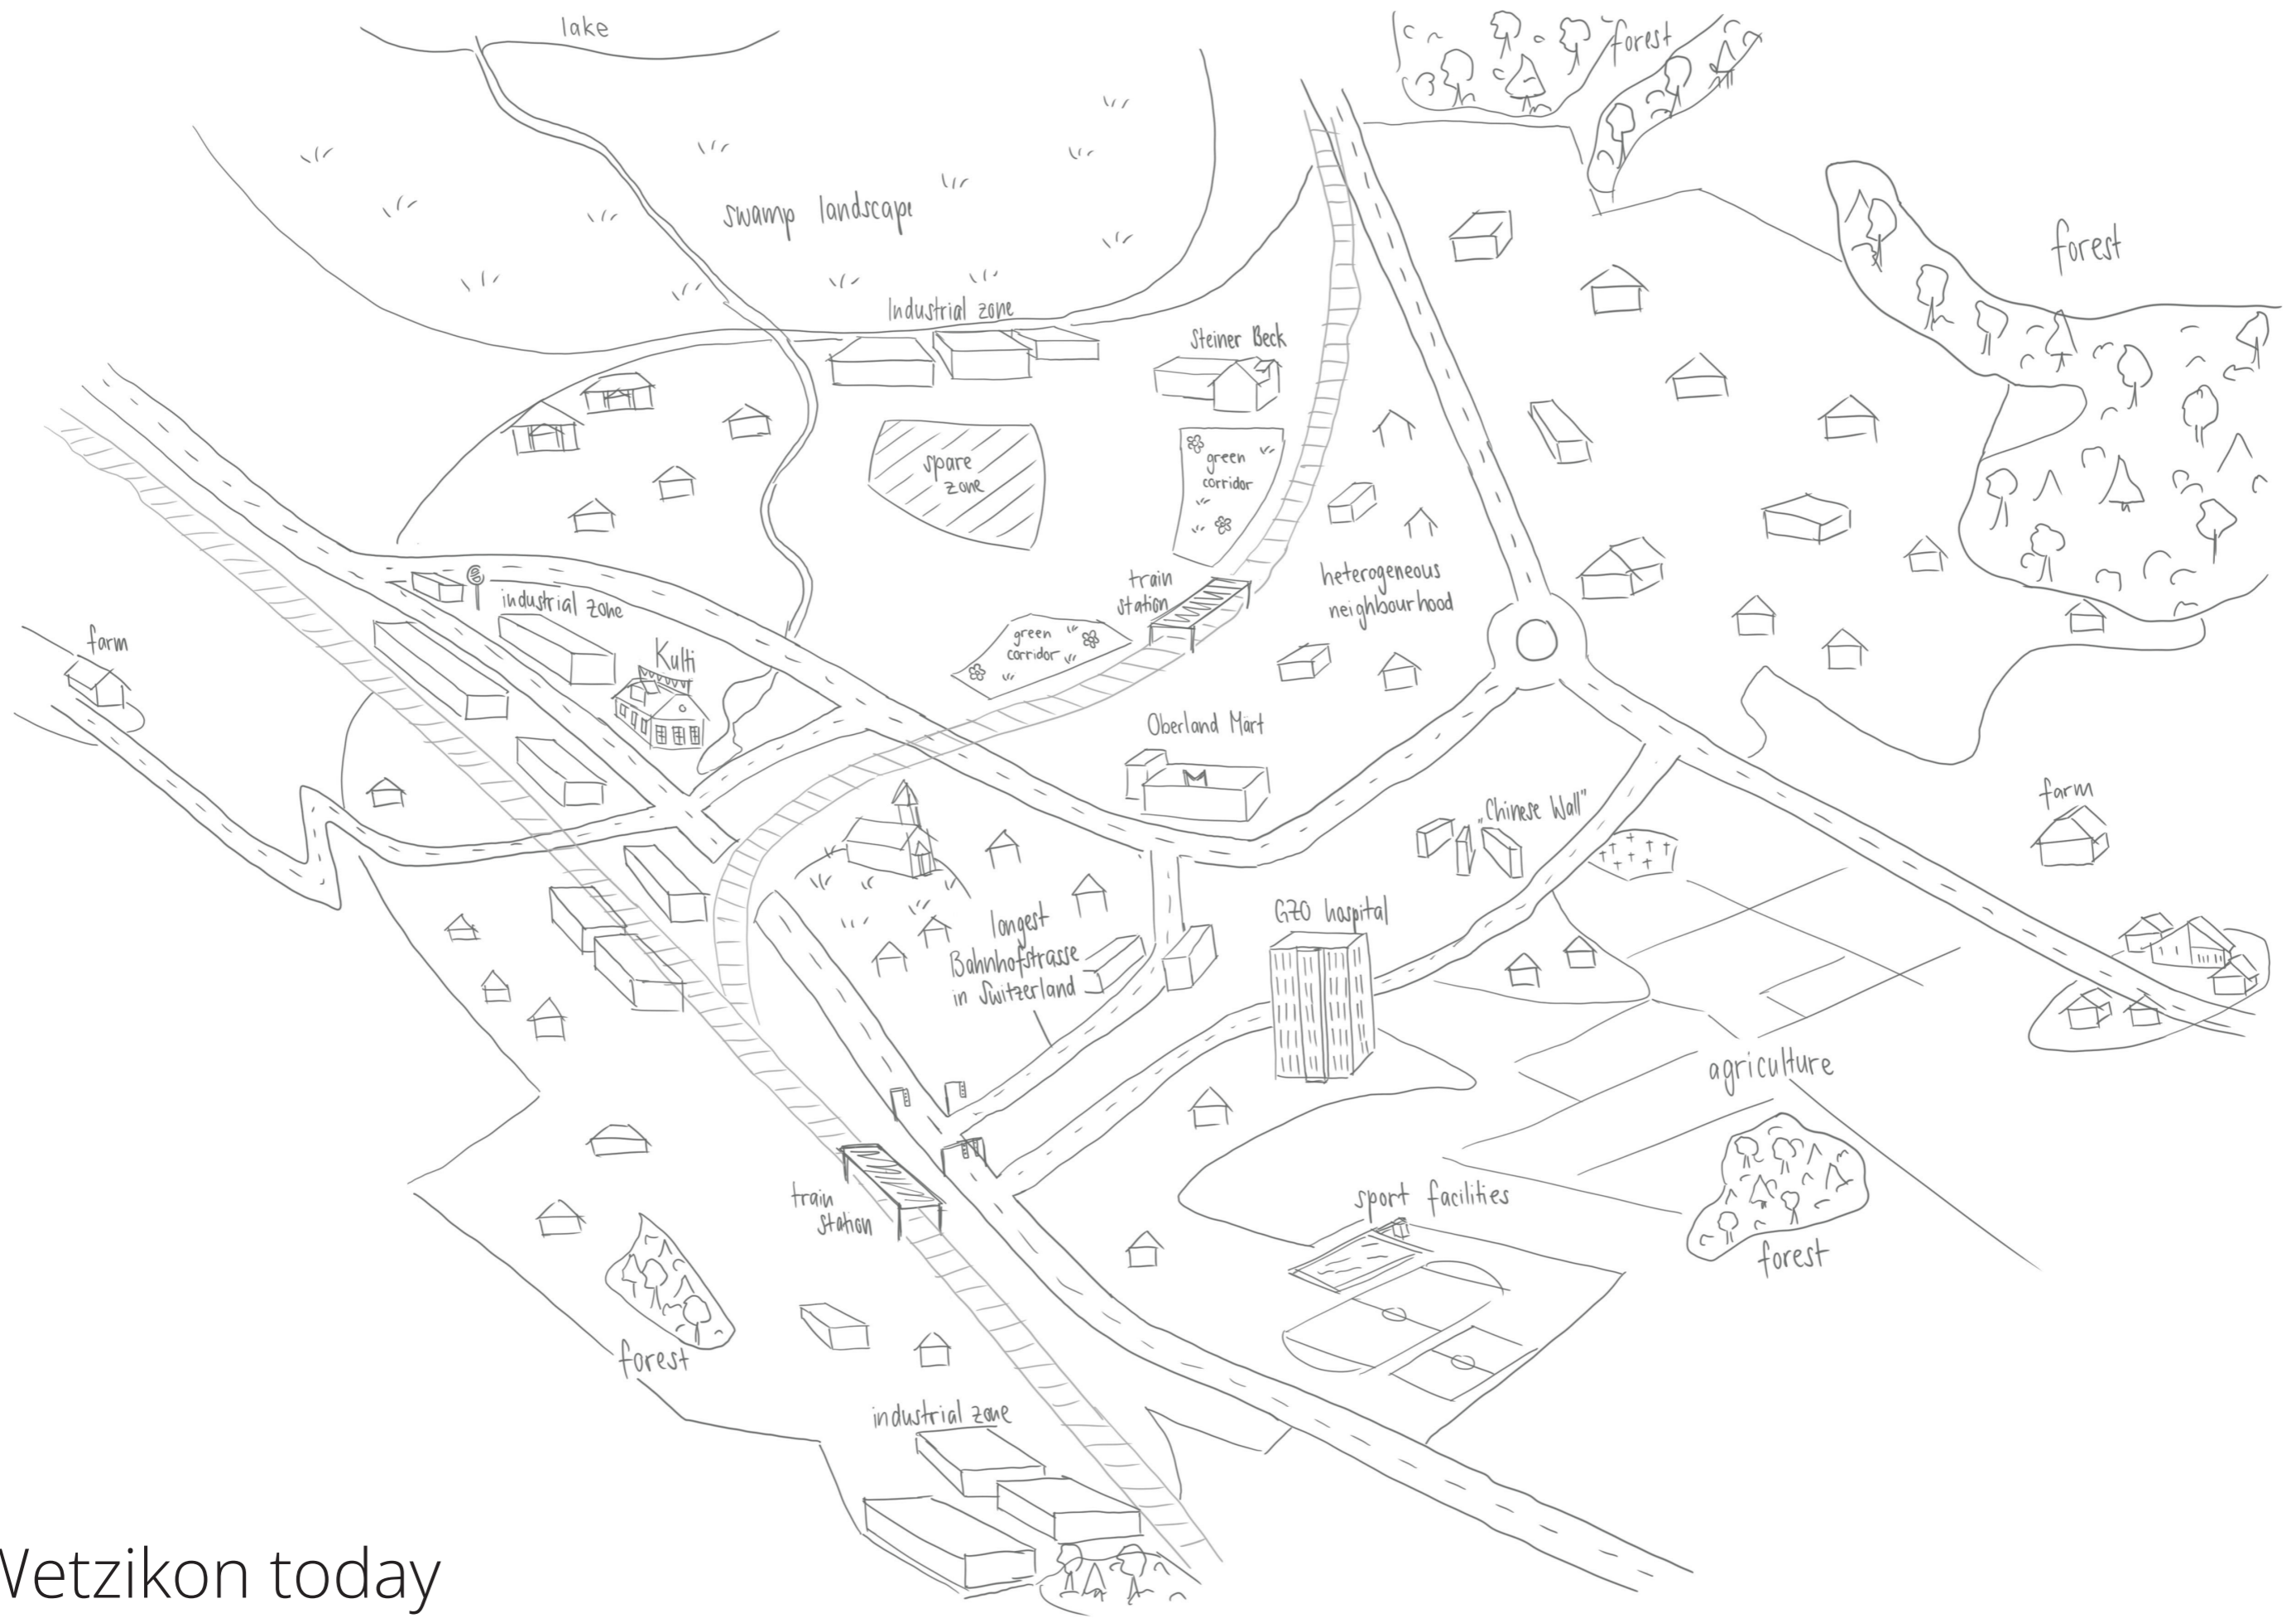 lake
forest
swamp landscape
forest
Industrial zone
Steiner Beck
spare
zone
green
corridor
train
station
heterogeneous
neighbourhood
industrial zone
green
corridor
farm
Kulti
Oberland Märt
farm
„Chinese Wall"
longest
Bahnhofstrasse
in Switzerland
GZO hospital
agriculture
train
station
sport facilities
forest
forest
industrial zone
Wetzikon today